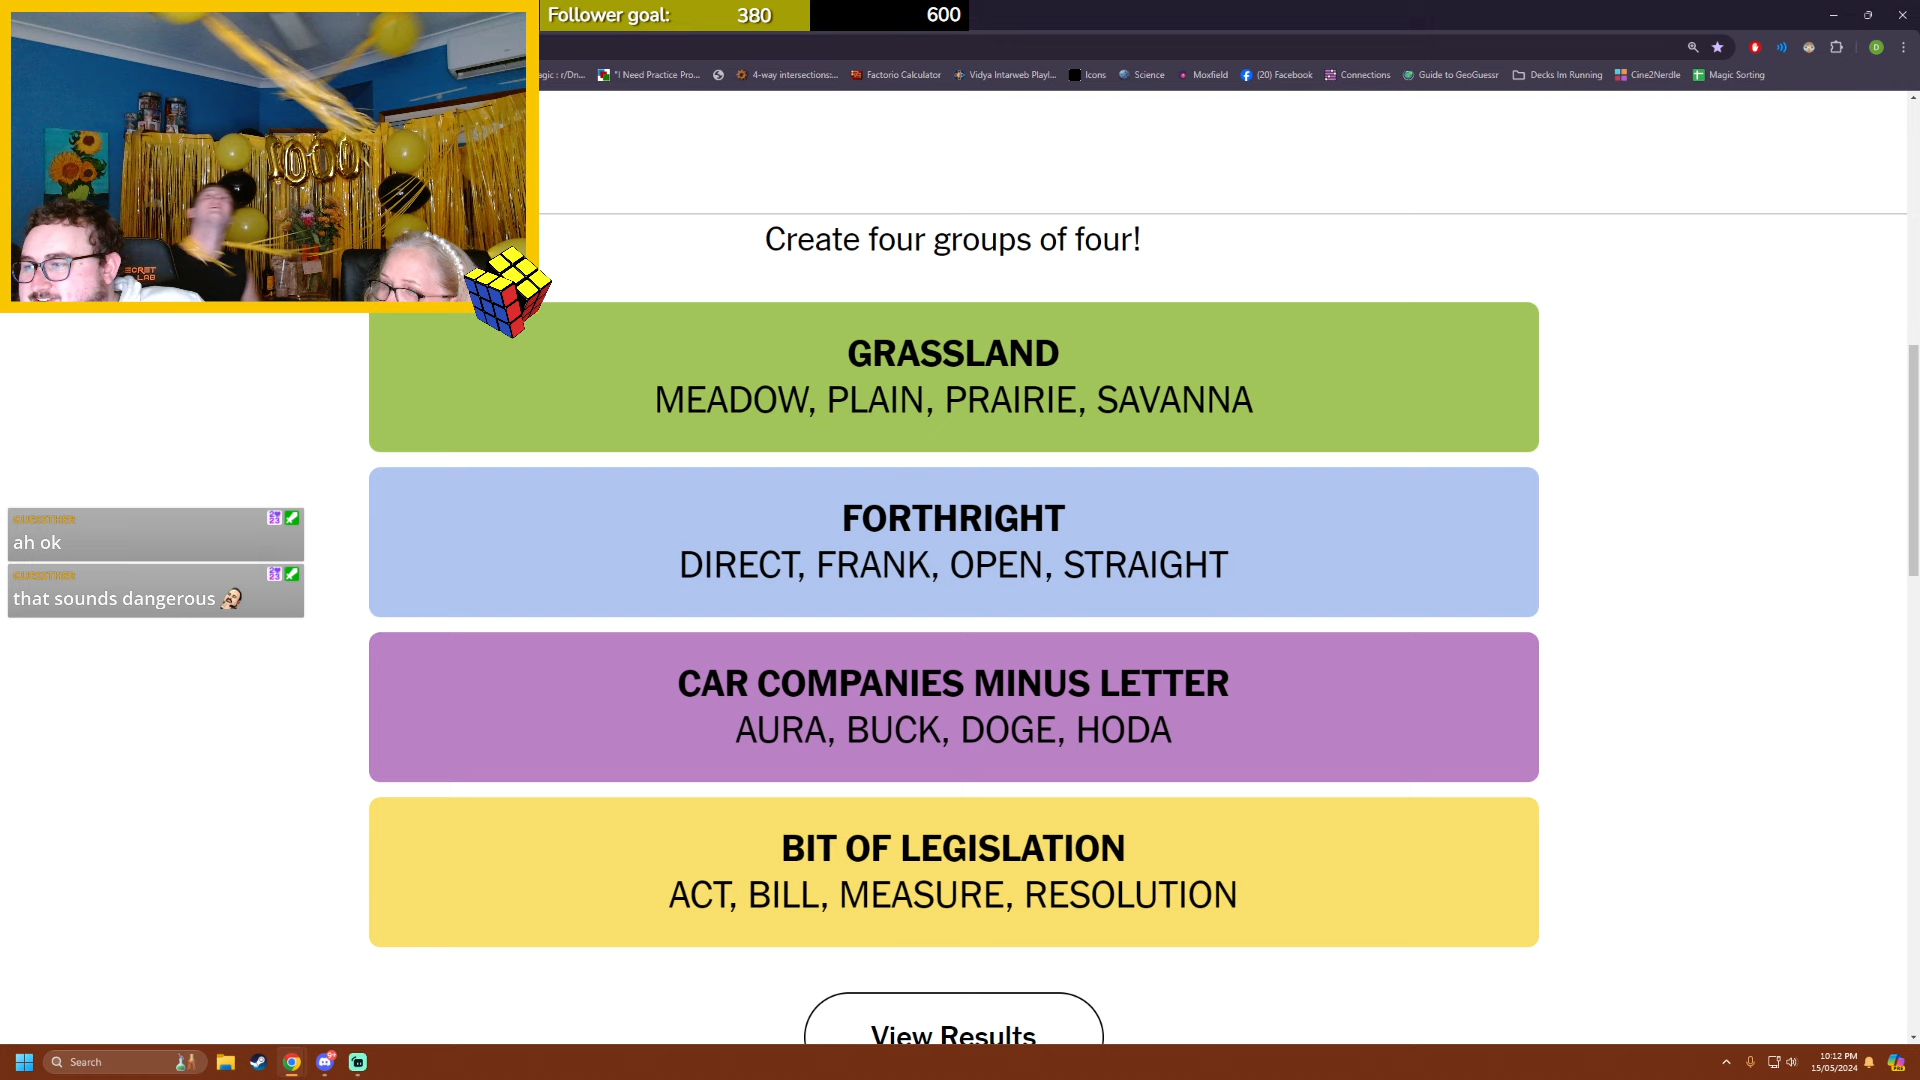 Follower goal: 380 600
agic : r/Dn...
"I Need Practice Pro...
4-way intersections:...
Factorio Calculator
Vidya Intarweb Playl...
Icons
Science
Moxfield
(20) Facebook
Connections
Guide to GeoGuessr
Decks Im Running
Cine2Nerdle
Magic Sorting
1000
LAB
Create four groups of four!
GRASSLAND
MEADOW, PLAIN, PRAIRIE, SAVANNA
FORTHRIGHT
DIRECT, FRANK, OPEN, STRAIGHT
ah ok
that sounds dangerous
CAR COMPANIES MINUS LETTER
AURA, BUCK, DOGE, HODA
BIT OF LEGISLATION
ACT, BILL, MEASURE, RESOLUTION
View Results
Search
10:12 PM
15/05/2024